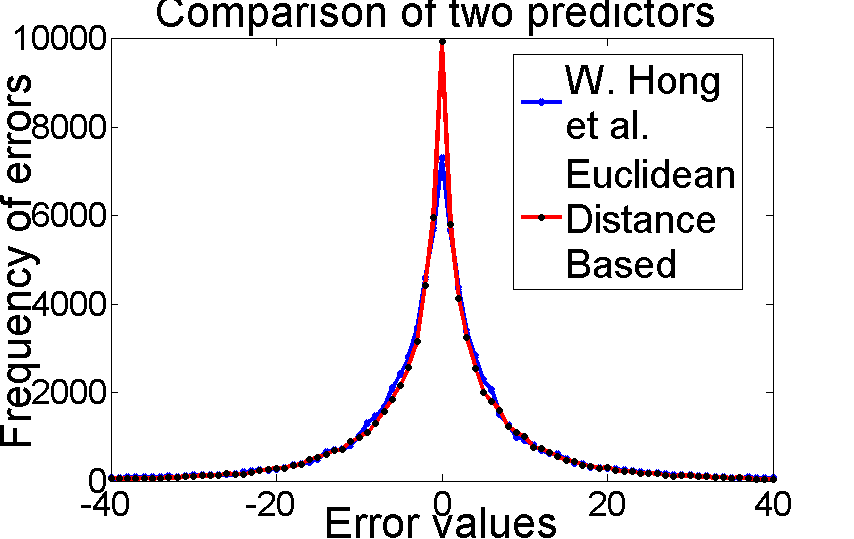 Comparison of two predictors
10000
8000
6000
4000
2000
0
Frequency of errors
W. Hong
et al.
Euclidean
Distance
Based
-40
-20
0
20
40
Error values